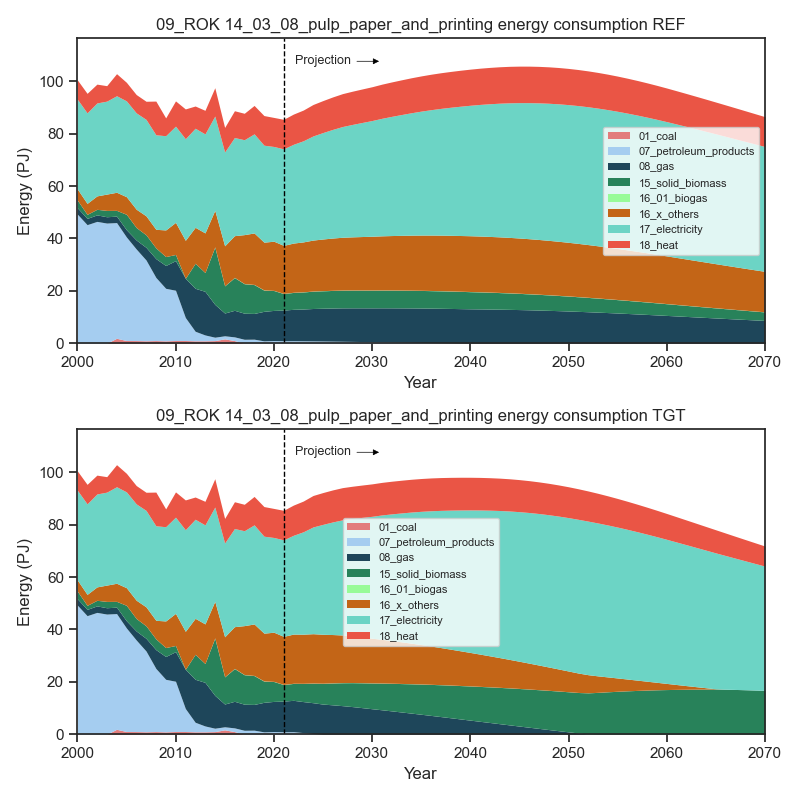 09_ROK 14_03_08_pulp_paper_and_printing energy consumption REF
Projection
100
80
60
40
20
0
Energy (PJ)
01_coal
07_petroleum_products
08_gas
15_solid_biomass
16_01_biogas
16_x_others
17_electricity
18_heat
2000 2010 2020 2030 2040 2050 2060 2070
Year
09_ROK 14_03_08_pulp_paper_and_printing energy consumption TGT
Projection
100
80
60
40
20
0
Energy (PJ)
01_coal
07_petroleum_products
08_gas
15_solid_biomass
16_01_biogas
16_x_others
17_electricity
18_heat
2000 2010 2020 2030 2040 2050 2060 2070
Year